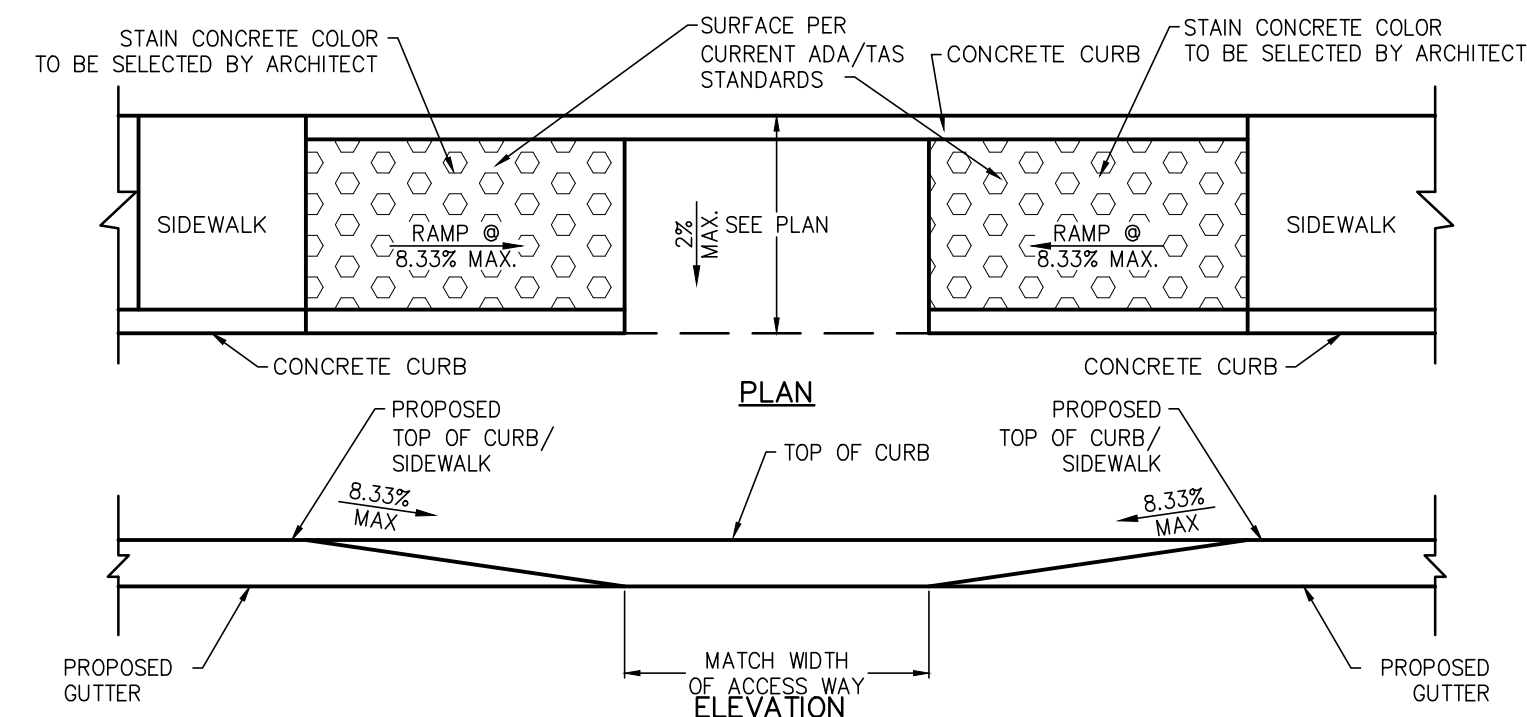 STAIN CONCRETE COLOR
TO BE SELECTED BY ARCHITECT
SURFACE PER
CURRENT ADA/TAS
STANDARDS
CONCRETE CURB
STAIN CONCRETE COLOR
TO BE SELECTED BY ARCHITECT
SIDEWALK
RAMP @
8.33% MAX.
2%
MAX.
SEE PLAN
RAMP @
8.33% MAX.
SIDEWALK
CONCRETE CURB
CONCRETE CURB
PLAN
PROPOSED
TOP OF CURB/
SIDEWALK
TOP OF CURB
PROPOSED
TOP OF CURB/
SIDEWALK
8.33%
MAX
8.33%
MAX
PROPOSED
GUTTER
MATCH WIDTH
OF ACCESS WAY
PROPOSED
GUTTER
ELEVATION